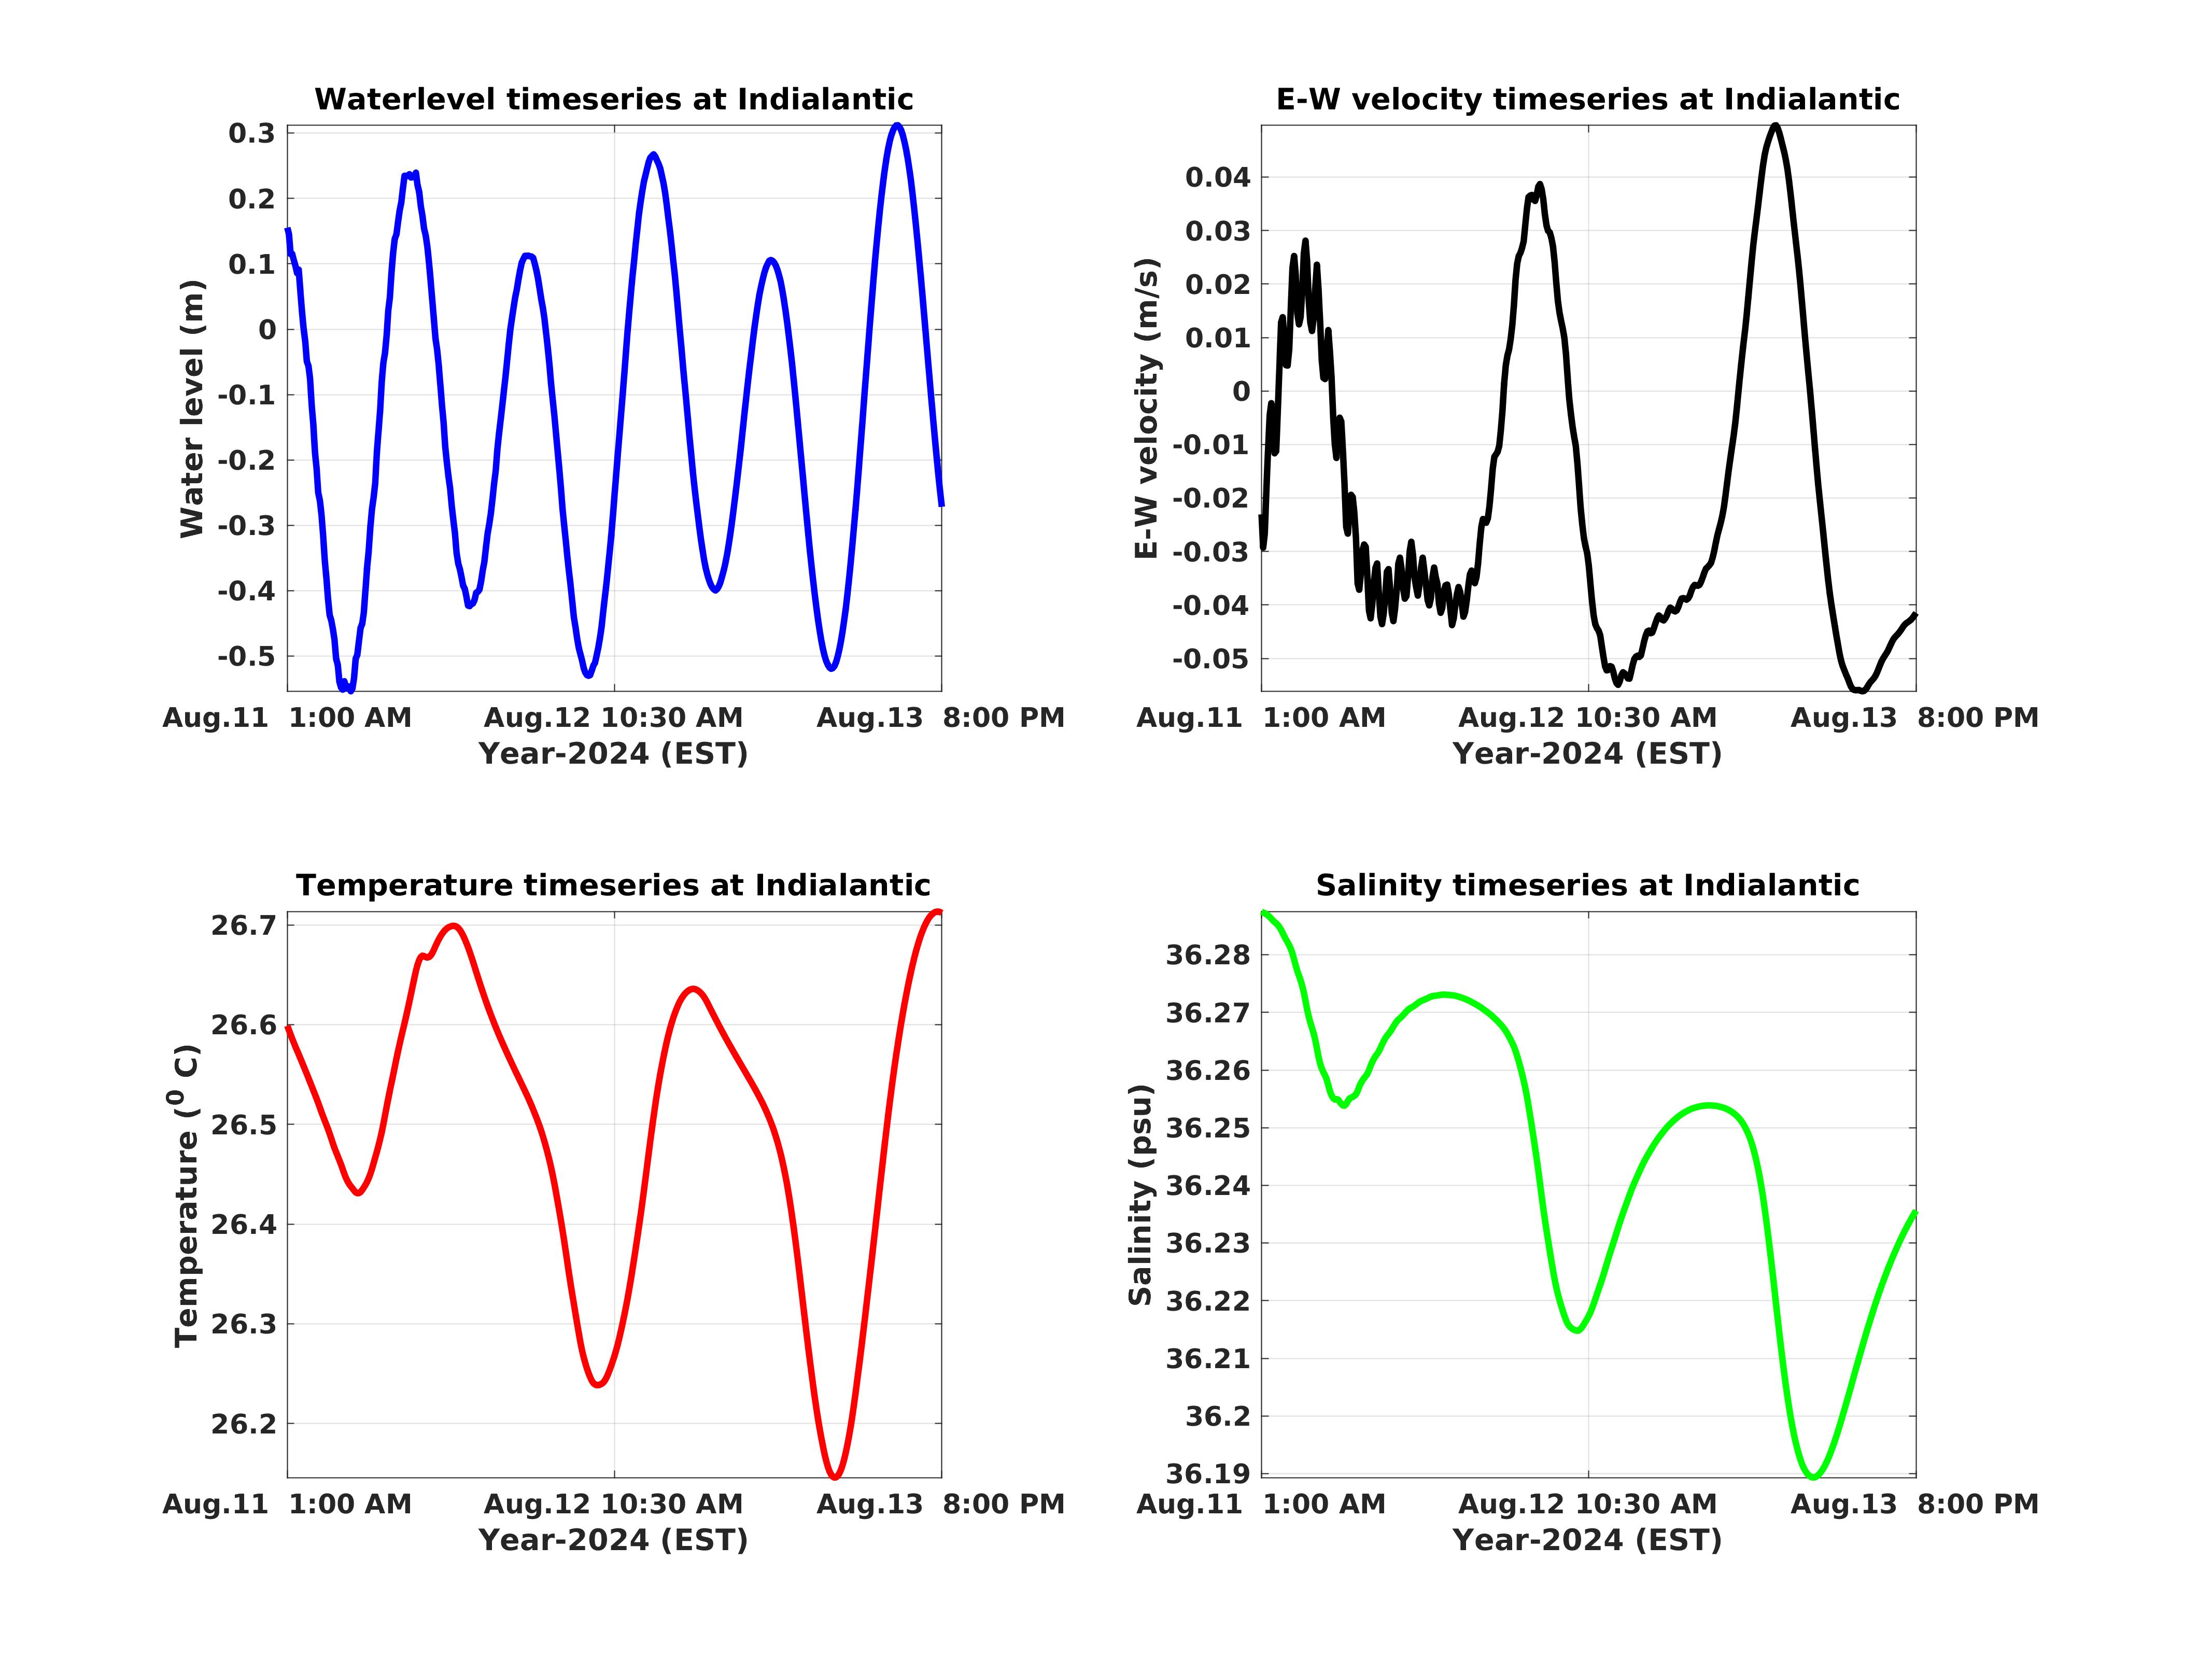 Waterlevel timeseries at Indialantic
0.3
0.2
0.1
0
-0.1
-0.2
-0.3
-0.4
-0.5
Water level (m)
Aug.11 1:00 AM Aug.12 10:30 AM Aug.13 8:00 PM
Year-2024 (EST)
E-W velocity timeseries at Indialantic
0.04
0.03
0.02
0.01
0
-0.01
-0.02
-0.03
-0.04
-0.05
E-W velocity (m/s)
Aug.11 1:00 AM Aug.12 10:30 AM Aug.13 8:00 PM
Year-2024 (EST)
Temperature timeseries at Indialantic
26.7
26.6
26.5
26.4
26.3
26.2
Temperature (⁰ C)
Aug.11 1:00 AM Aug.12 10:30 AM Aug.13 8:00 PM
Year-2024 (EST)
Salinity timeseries at Indialantic
36.28
36.27
36.26
36.25
36.24
36.23
36.22
36.21
36.2
36.19
Salinity (psu)
Aug.11 1:00 AM Aug.12 10:30 AM Aug.13 8:00 PM
Year-2024 (EST)